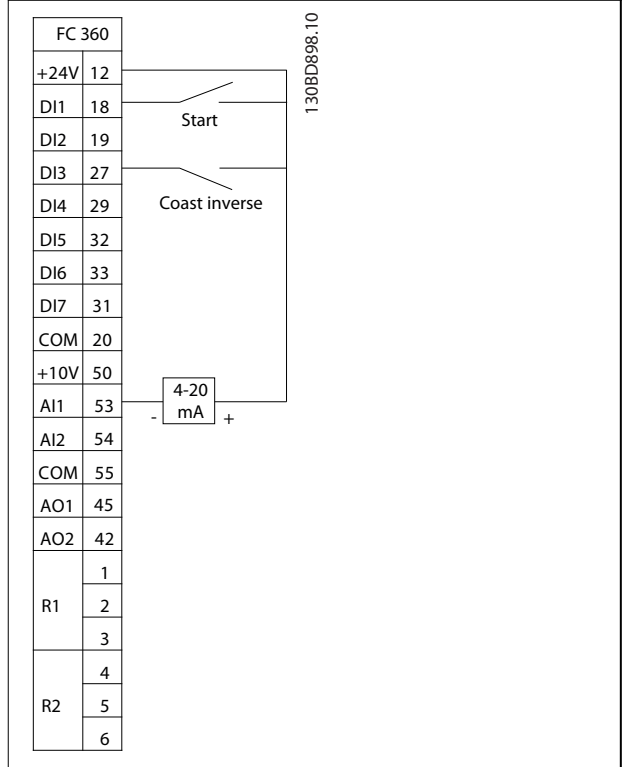 FC 360
130BD898.10
+24V 12
DI1 18
Start
DI2 19
DI3 27
DI4 29
Coast inverse
DI5 32
DI6 33
DI7 31
COM 20
+10V 50
4-20
mA
- +
AI1 53
AI2 54
COM 55
AO1 45
AO2 42
R1
1
2
3
R2
4
5
6